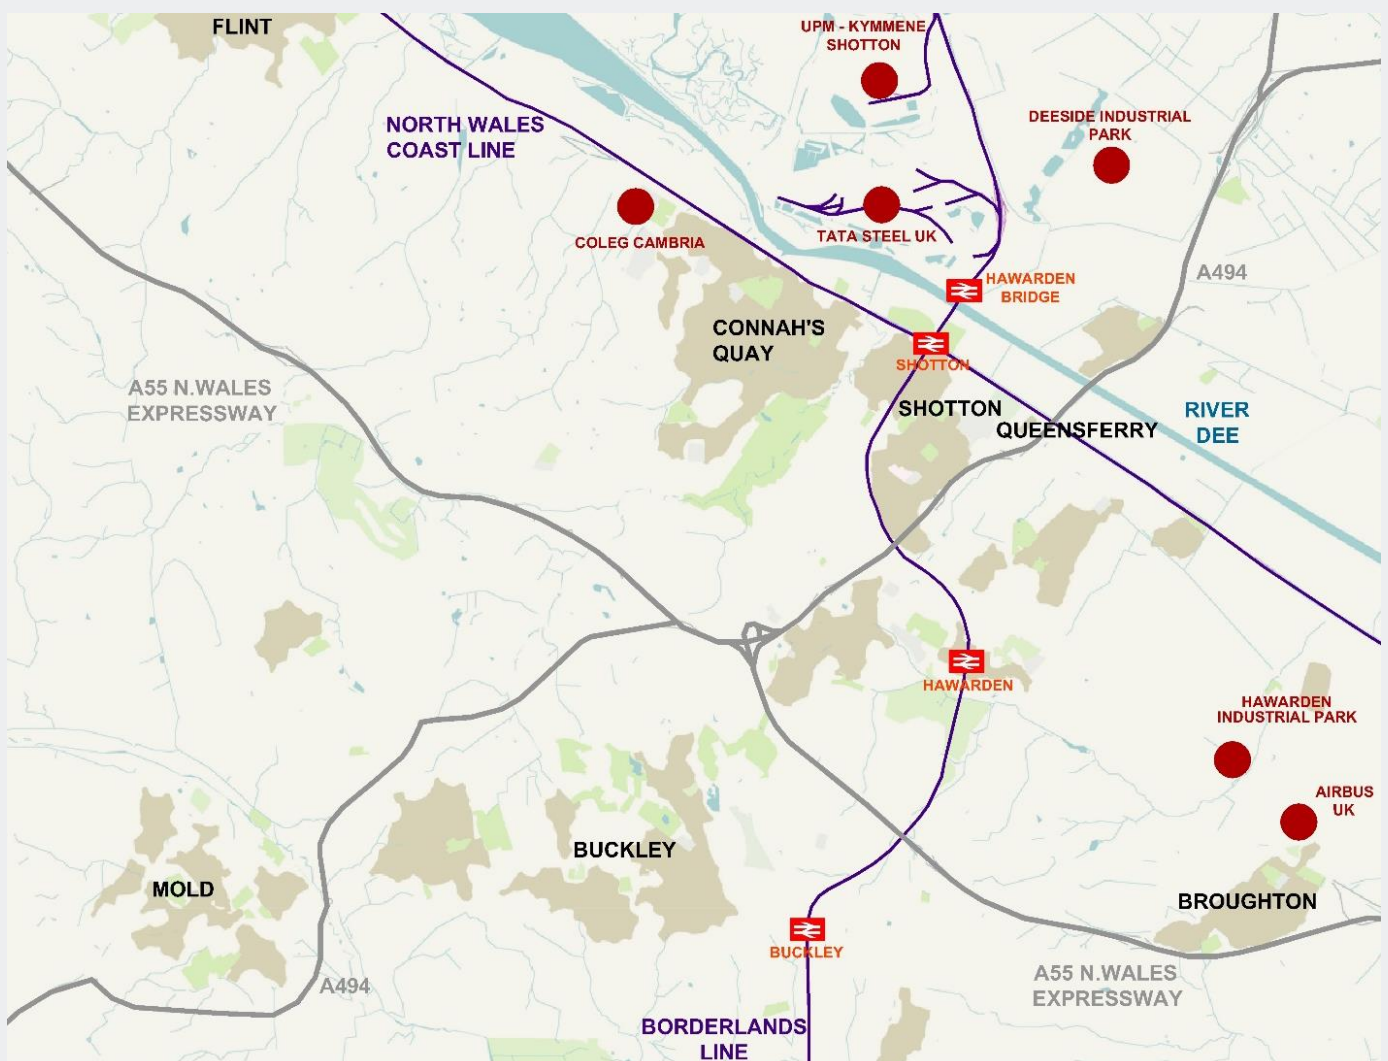 FLINT
UPM - KYMMENE
SHOTTON
NORTH WALES
COAST LINE
DEESIDE INDUSTRIAL
PARK
COLEG CAMBRIA
TATA STEEL UK
A494
HAWARDEN
BRIDGE
CONNAH'S
QUAY
SHOTTON
A55 N.WALES
EXPRESSWAY
SHOTTON
QUEENSFERRY
RIVER
DEE
HAWARDEN
HAWARDEN
INDUSTRIAL PARK
AIRBUS
UK
BUCKLEY
MOLD
BROUGHTON
BUCKLEY
A494
A55 N.WALES
EXPRESSWAY
BORDERLANDS
LINE